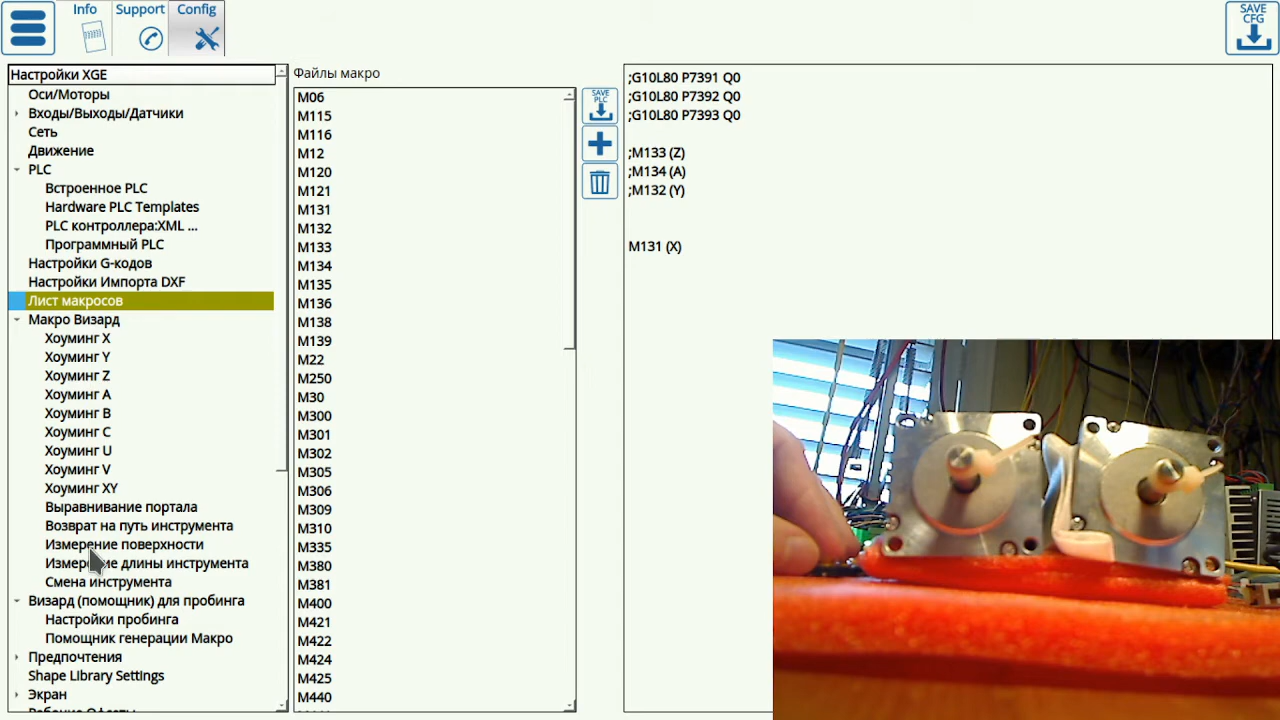 Info
Support
Config
SAVE
CFG
Настройки XGE
Оси/Моторы
Входы/Выходы/Датчики
Сеть
Движение
PLC
Встроенное PLC
Hardware PLC Templates
PLC контроллера:XML ...
Программный PLC
Настройки G-кодов
Настройки Импорта DXF
Лист макросов
Макро Визард
Хоуминг X
Хоуминг Y
Хоуминг Z
Хоуминг A
Хоуминг B
Хоуминг C
Хоуминг U
Хоуминг V
Хоуминг XY
Выравнивание портала
Возврат на путь инструмента
Измерение поверхности
длины инструмента
Смена инструмента
Визард (помощник) для пробинга
Настройки пробинга
Помощник генерации Макро
Предпочтения
Shape Library Settings
Экран
Файлы макро
M06
M115
M116
M12
M120
M121
M131
M132
M133
M134
M135
M136
M138
M139
M22
M250
M30
M300
M301
M302
M305
M306
M309
M310
M335
M380
M381
M400
M421
M422
M424
M425
M440
SAVE
PLC
;G10L80 P7391 Q0
;G10L80 P7392 Q0
;G10L80 P7393 Q0
;M133 (Z)
;M134 (A)
;M132 (Y)
M131 (X)